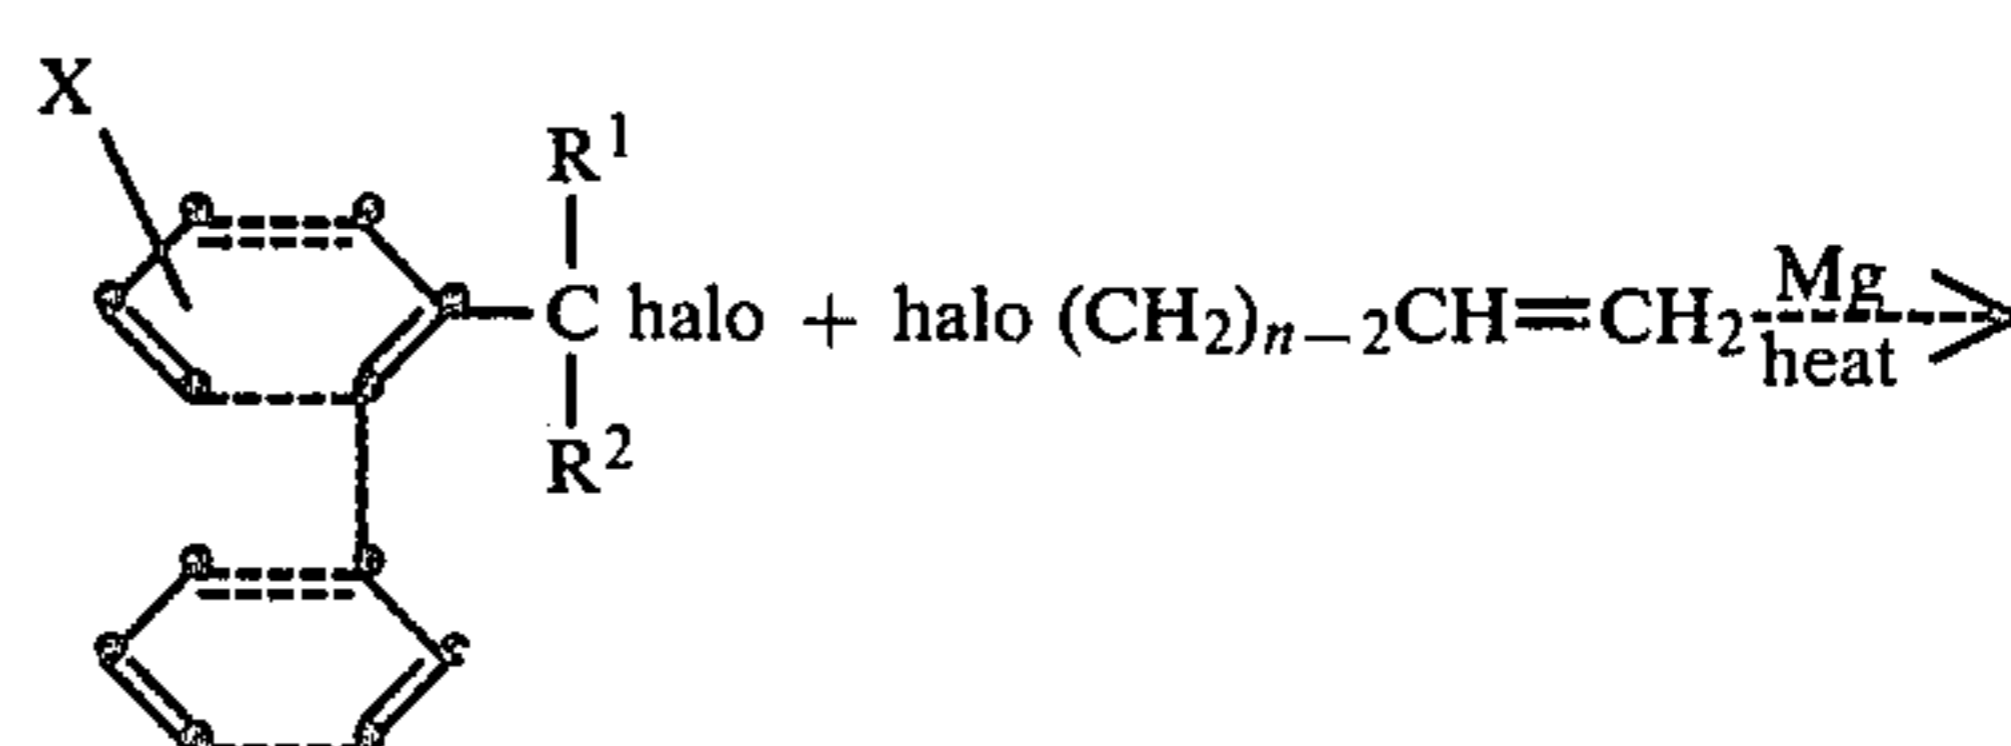 X
R¹
C halo + halo (CH₂)ₙ₋₂CH=CH₂ Mg
heat
R²